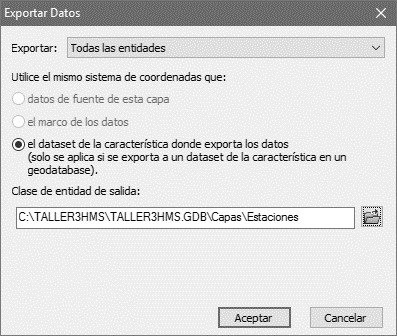 Exportar Datos
Exportar: Todas las entidades
Utilice el mismo sistema de coordenadas que:
datos de fuente de esta capa
el marco de los datos
el dataset de la característica donde exporta los datos
(solo se aplica si se exporta a un dataset de la característica en un
geodatabase).
Clase de entidad de salida:
C:\TALLER3HMS\TALLER3HMS.GDB\Capas\Estaciones
Aceptar Cancelar